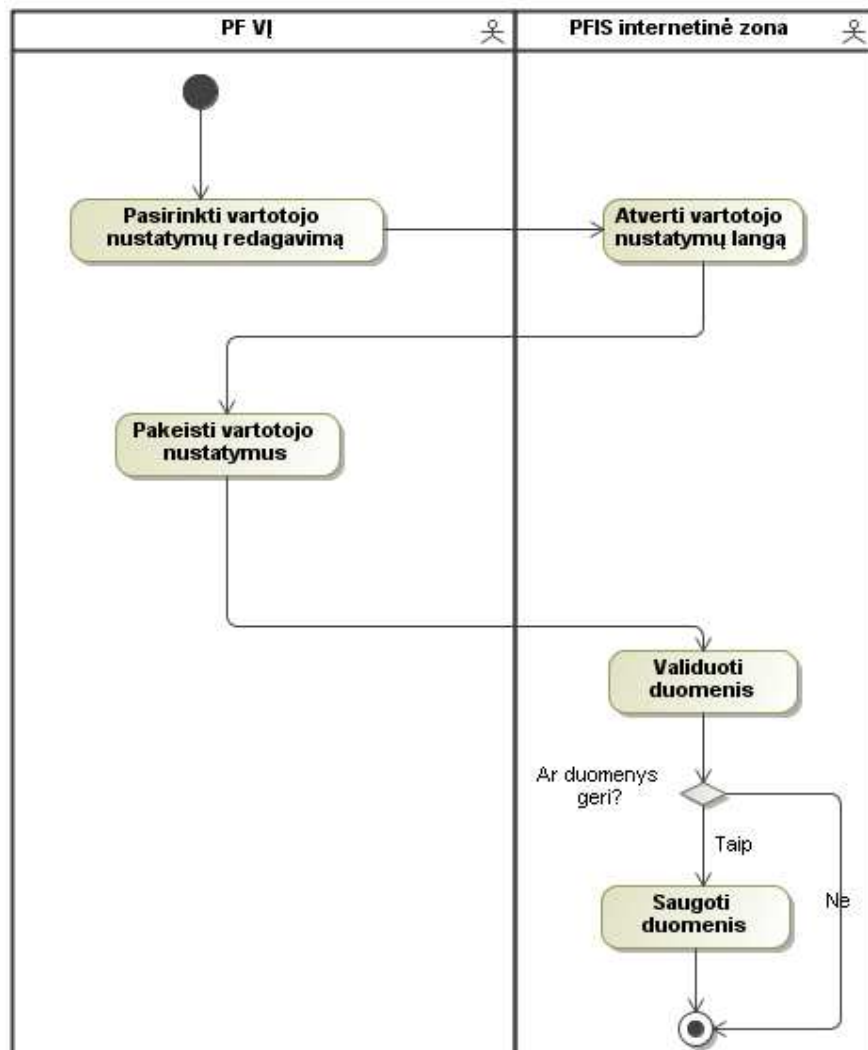 PF VĮ
PFIS internetinė zona
Pasirinkti vartotojo
nustatymų redagavimą
Atverti vartotojo
nustatymų langą
Pakeisti vartotojo
nustatymus
Validuoti
duomenis
Ar duomenys
geri?
Taip
Ne
Saugoti
duomenis